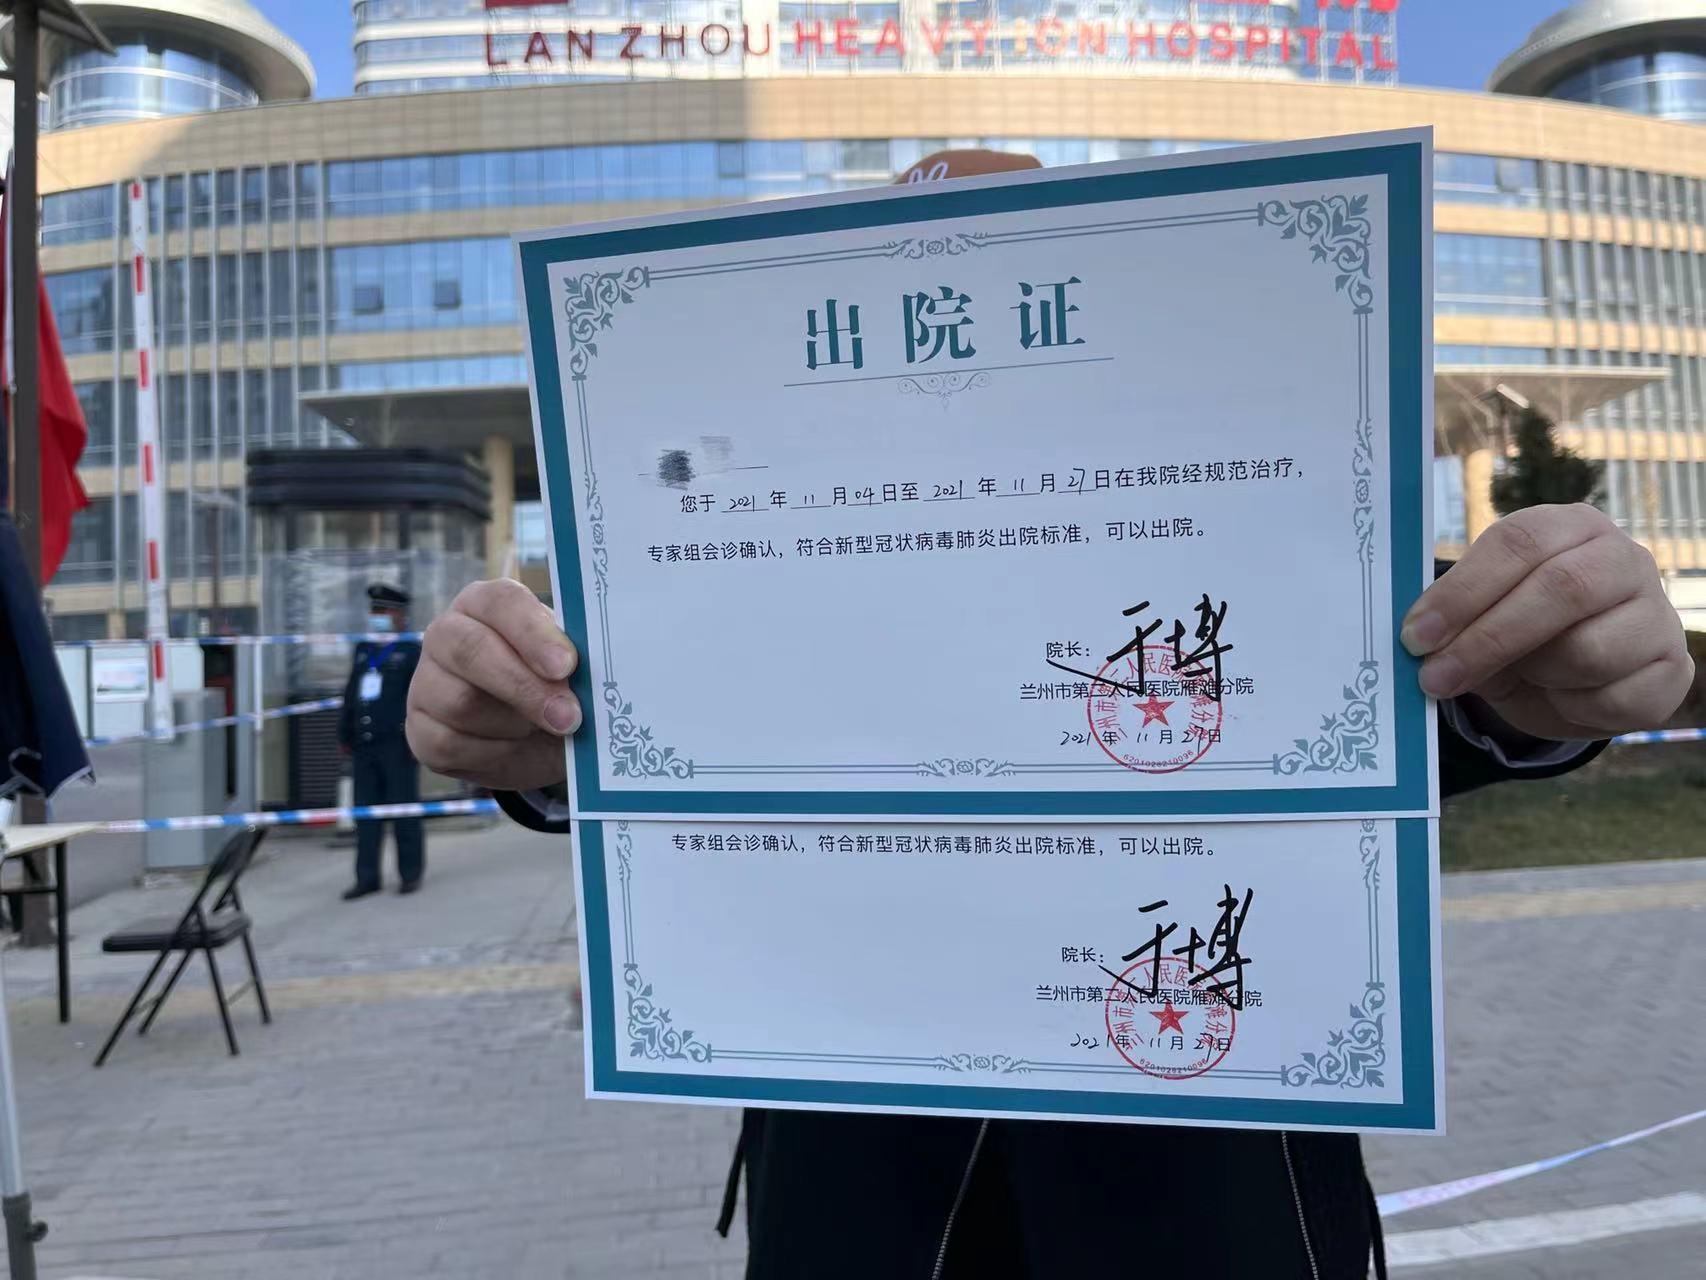 LANZHOU HEAVY ION HOSPITAL
出院证
您于 2021 年 11 月 04 日至 2021 年 11 月 27 日在我院经规范治疗，
专家组会诊确认，符合新型冠状病毒肺炎出院标准，可以出院。
院长： 于博
兰州市第二人民医院雁滩分院
2021 年 11 月 27 日
6201026210096
专家组会诊确认，符合新型冠状病毒肺炎出院标准，可以出院。
院长： 于博
兰州市第二人民医院雁滩分院
2021 年 11 月 27 日
6201026210096